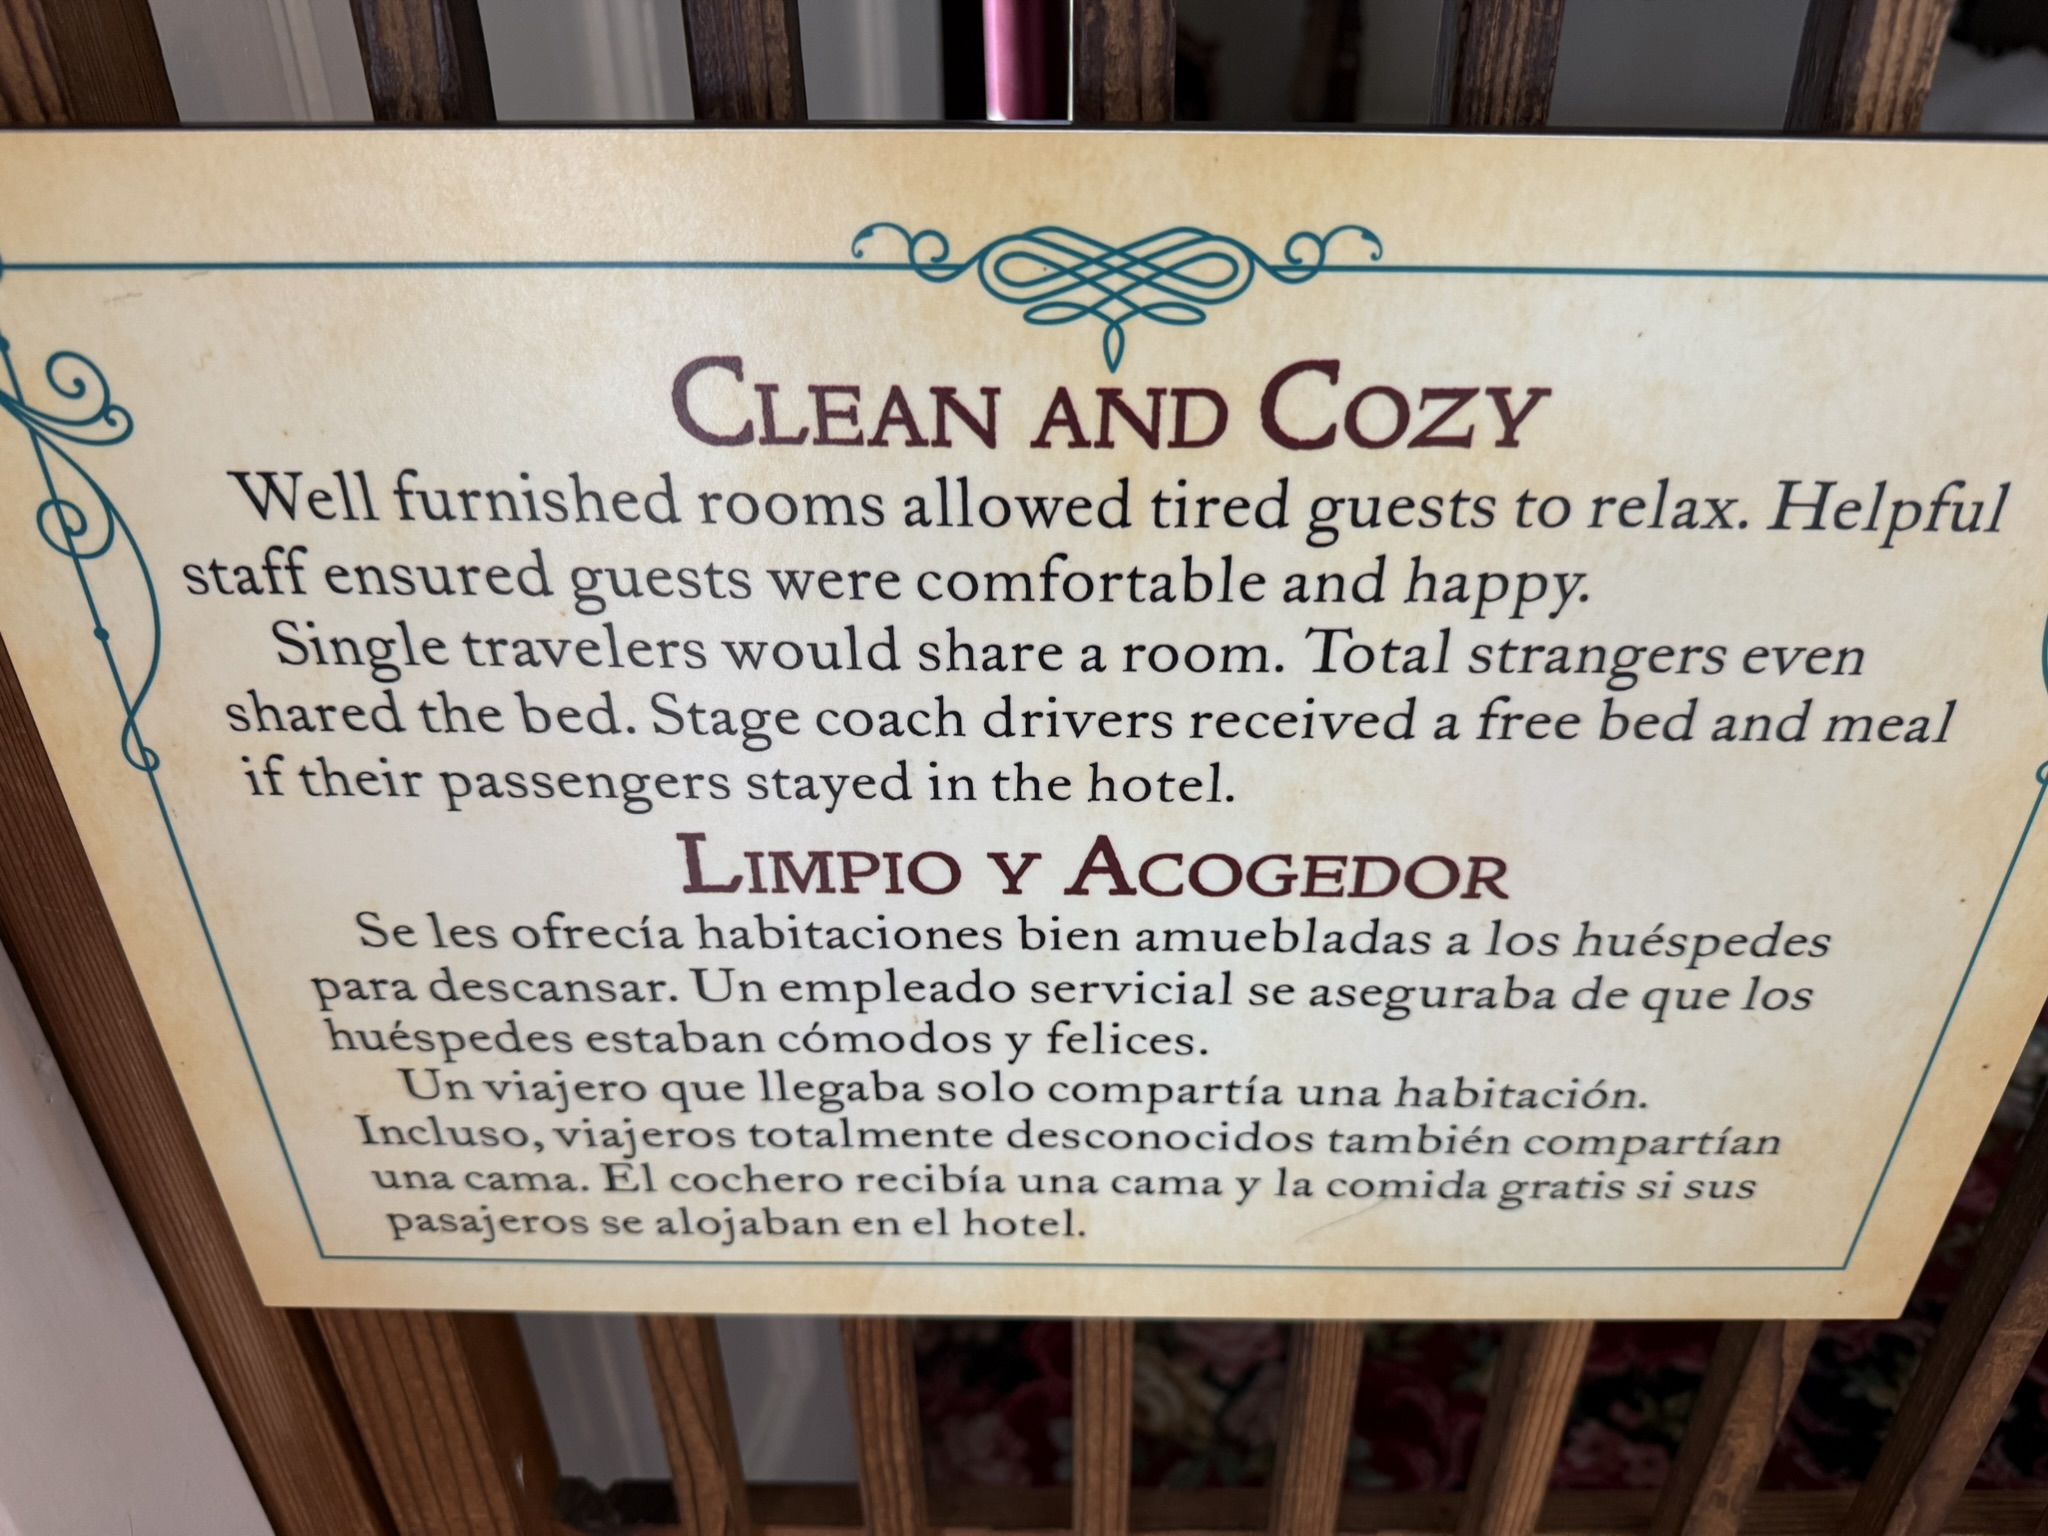 Clean and Cozy
Well furnished rooms allowed tired guests to relax. Helpful
staff ensured guests were comfortable and happy.
Single travelers would share a room. Total strangers even
shared the bed. Stage coach drivers received a free bed and meal
if their passengers stayed in the hotel.
Limpio y Acogedor
Se les ofrecía habitaciones bien amuebladas a los huéspedes
para descansar. Un empleado servicial se aseguraba de que los
huéspedes estaban cómodos y felices.
Un viajero que llegaba solo compartía una habitación.
Incluso, viajeros totalmente desconocidos también compartían
una cama. El cochero recibía una cama y la comida gratis si sus
pasajeros se alojaban en el hotel.